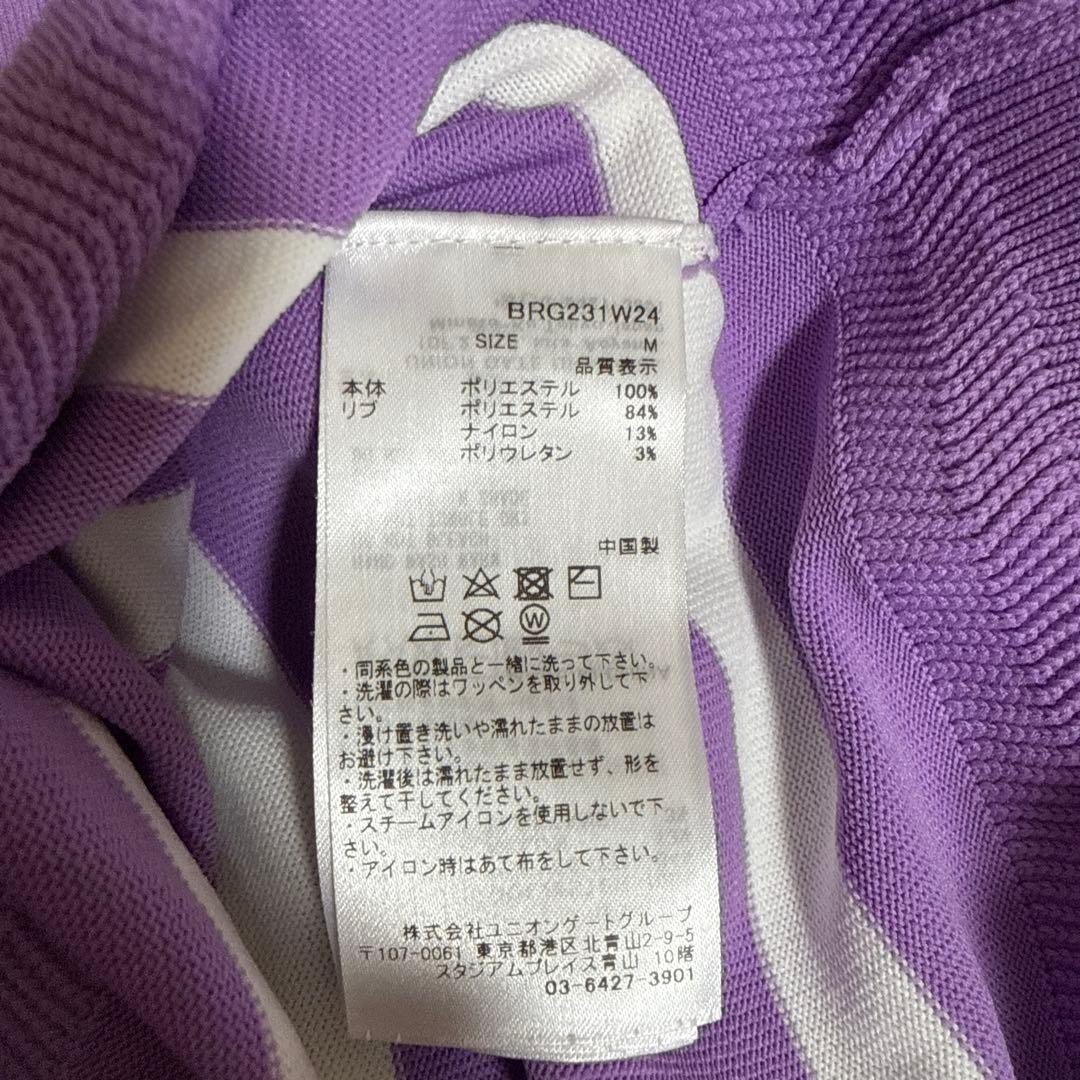 BRG231W24
SIZE M
品質表示
本体 ポリエステル 100%
リブ ポリエステル 84%
ナイロン 13%
ポリウレタン 3%
中国製
W
・同系色の製品と一緒に洗って下さい。
・洗濯の際はワッペンを取り外して下
さい。
・漫け置き洗いや濡れたままの放置は
お避け下さい。
・洗濯後は濡れたまま放置せず、形を
整えて干してください。
・スチームアイロンを使用しないで下
さい。
・アイロン時はあて布をして下さい。
株式会社ユニオンゲートグループ
〒107-0061 東京都港区北青山2-9-5
スタジアムプレイス青山 10階
03-6427-3901